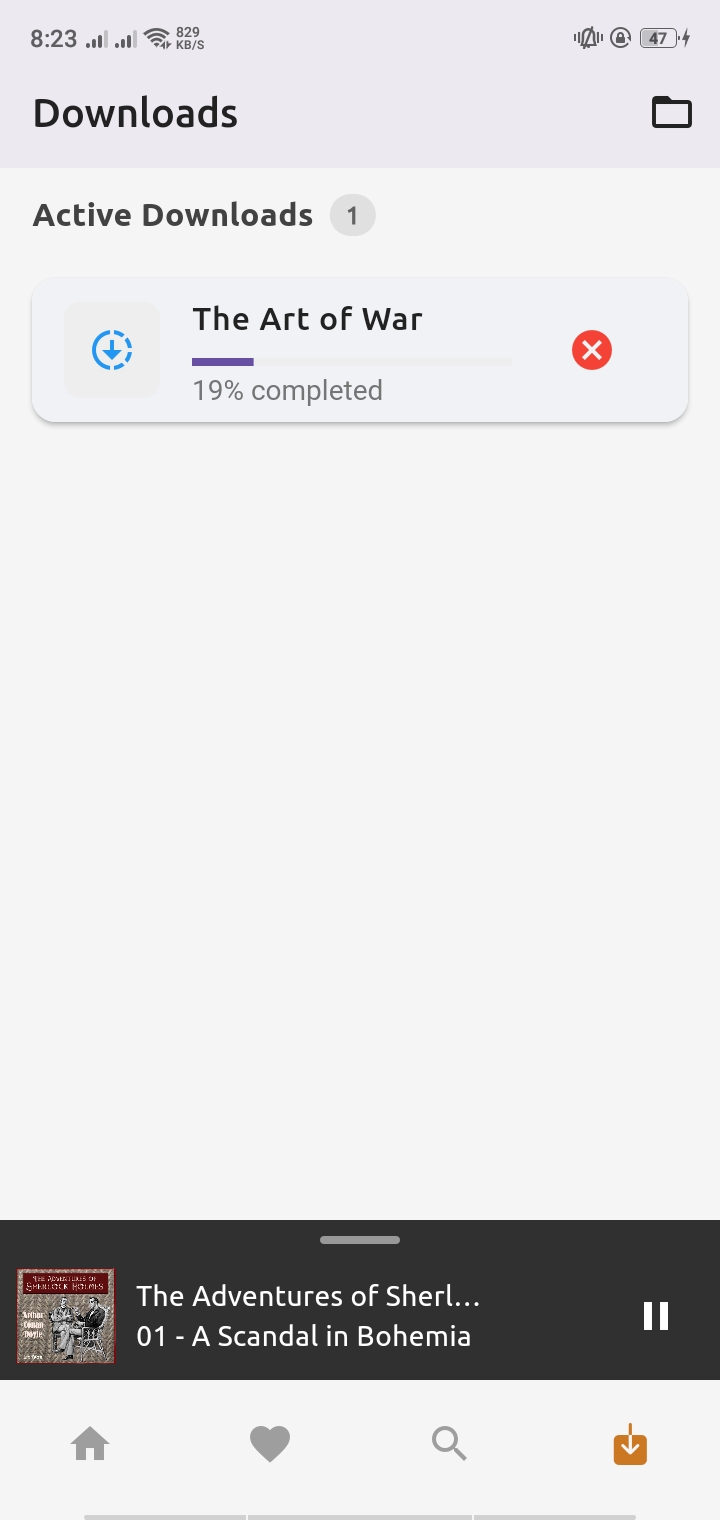 8:23 829 KB/S 47
Downloads
Active Downloads 1
The Art of War
19% completed
THE ADVENTURES OF
SHERLOCK HOLMES
Arthur
Conan
Doyle
The Adventures of Sherl...
01 - A Scandal in Bohemia